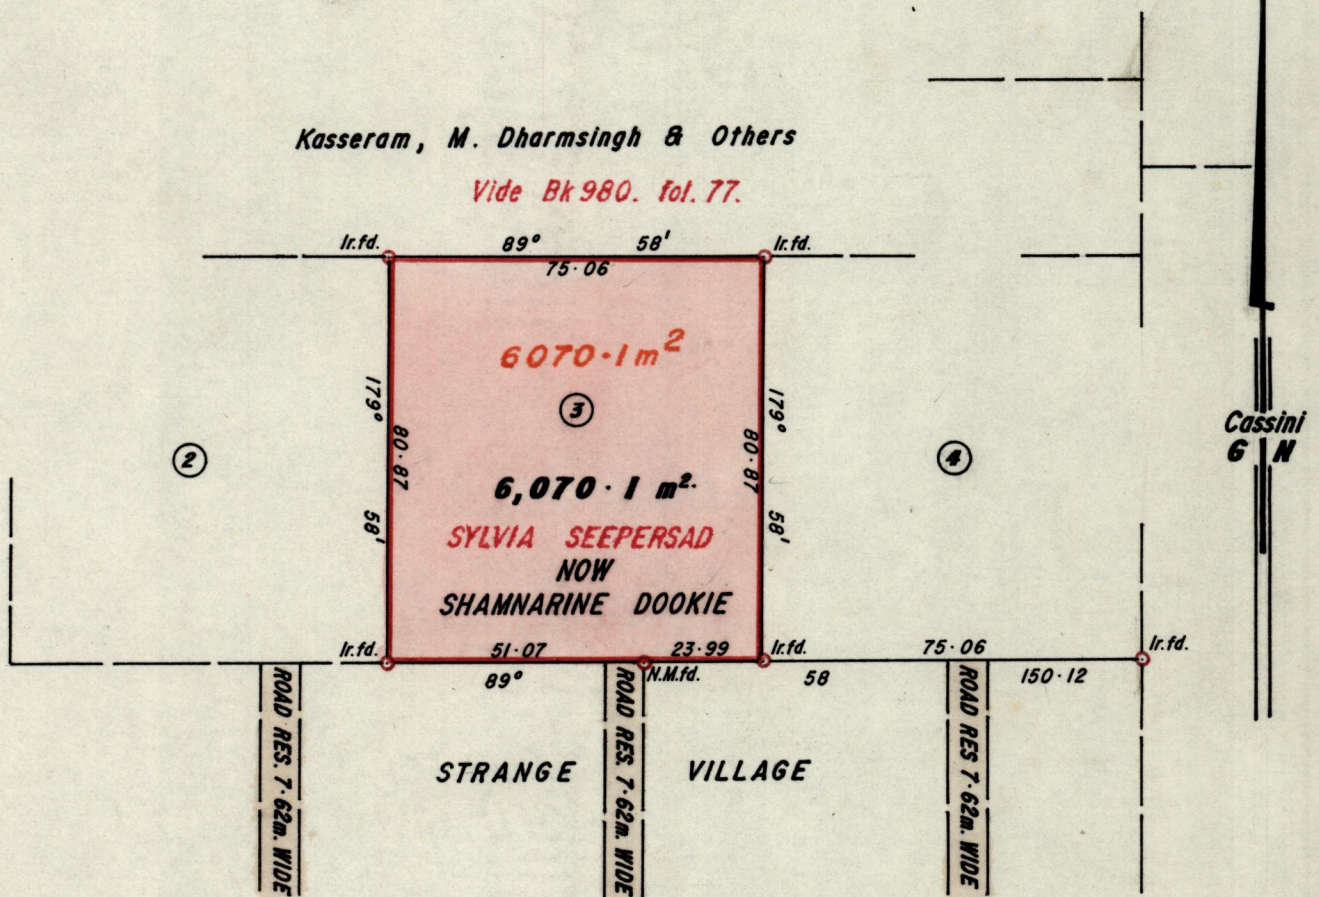 Kasseram, M. Dharmsingh & Others
Vide Bk 980. fol. 77.
Ir.fd.
89° 58'
Ir.fd.
75·06
6070·1 m²
3
179° 58'
80·87
80·87
179° 58'
2
4
Cassini
G N
6,070·1 m².
SYLVIA SEEPERSAD
NOW
SHAMNARINE DOOKIE
Ir.fd.
51·07
23·99
Ir.fd.
75·06
Ir.fd.
89°
N.M.fd.
58
150·12
STRANGE VILLAGE
ROAD RES. 7·62m. WIDE
ROAD RES. 7·62m. WIDE
ROAD RES 7·62m. WIDE